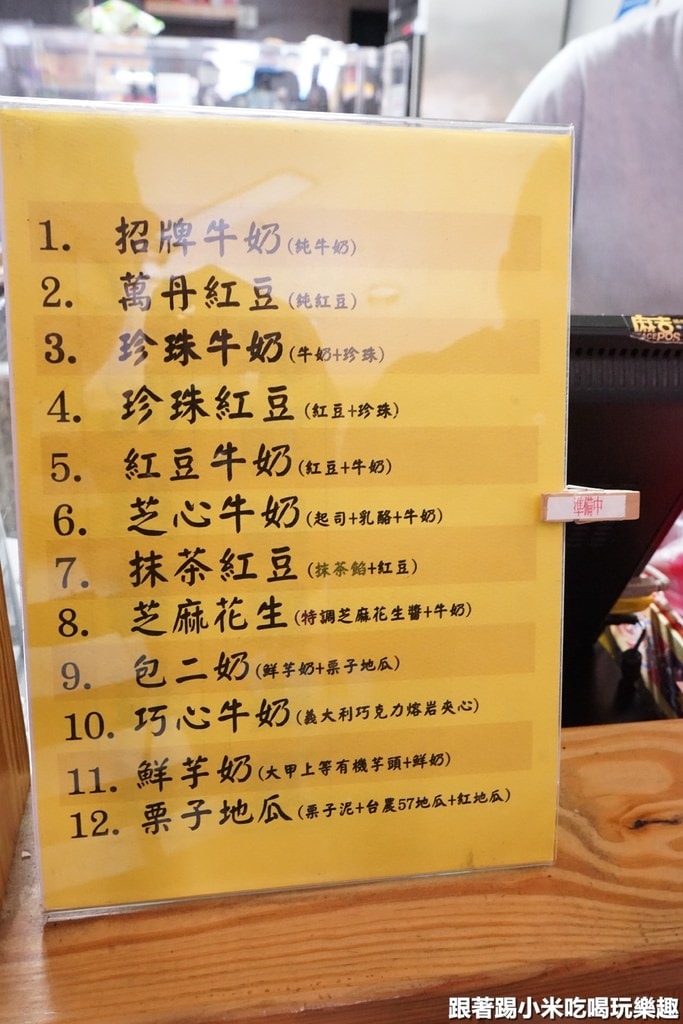 1. 招牌牛奶(純牛奶)
2. 萬丹紅豆(純紅豆)
3. 珍珠牛奶(牛奶+珍珠)
4. 珍珠紅豆(紅豆+珍珠)
5. 紅豆牛奶(紅豆+牛奶)
6. 芝心牛奶(起司+乳酪+牛奶)
7. 抹茶紅豆(抹茶餡+紅豆)
8. 芝麻花生(特調芝麻花生醬+牛奶)
9. 包二奶(鮮芋奶+栗子地瓜)
10. 巧心牛奶(義大利巧克力熔岩夾心)
11. 鮮芋奶(大甲上等有機芋頭+鮮奶)
12. 栗子地瓜(栗子泥+台農57地瓜+紅地瓜)
準備中
跟著踢小米吃喝玩樂趣